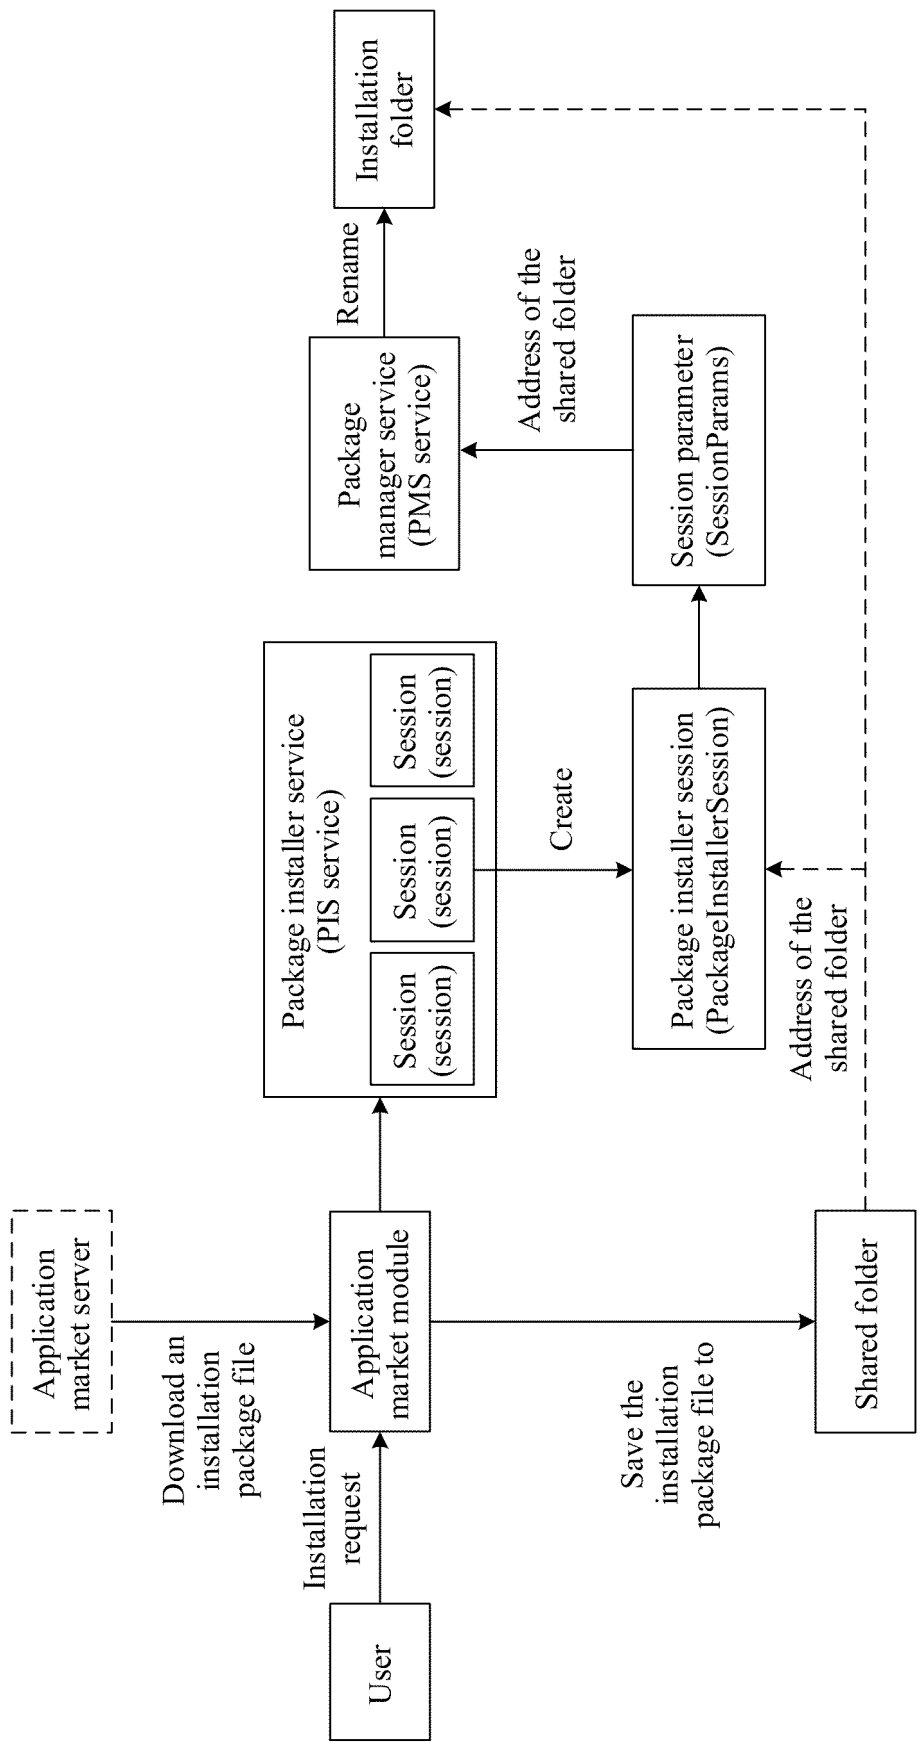 Application
market server
Download an
installation
package file
User
Installation
request
Application
market module
Save the
installation
package file to
Shared folder
Package installer service
(PIS service)
Session
(session)
Session
(session)
Session
(session)
Create
Package installer session
(PackageInstallerSession)
Address of the
shared folder
Session parameter
(SessionParams)
Address of the
shared folder
Package
manager service
(PMS service)
Rename
Installation
folder